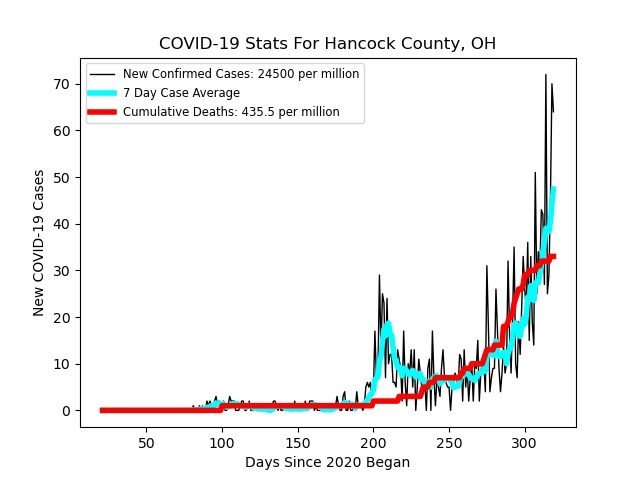 COVID-19 Stats For Hancock County, OH
New Confirmed Cases: 24500 per million
7 Day Case Average
Cumulative Deaths: 435.5 per million
New COVID-19 Cases
70
60
50
40
30
20
10
0
50 100 150 200 250 300
Days Since 2020 Began